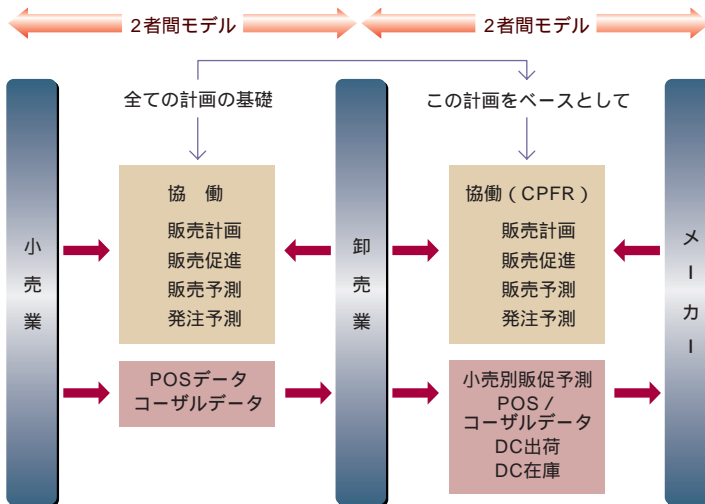 2者間モデル
2者間モデル
全ての計画の基礎
この計画をベースとして
小売業
協 働
販売計画
販売促進
販売予測
発注予測
POSデータ
コーザルデータ
卸売業
協働（CPFR）
販売計画
販売促進
販売予測
発注予測
小売別販促予測
POS /
コーザルデータ
DC出荷
DC在庫
メーカー